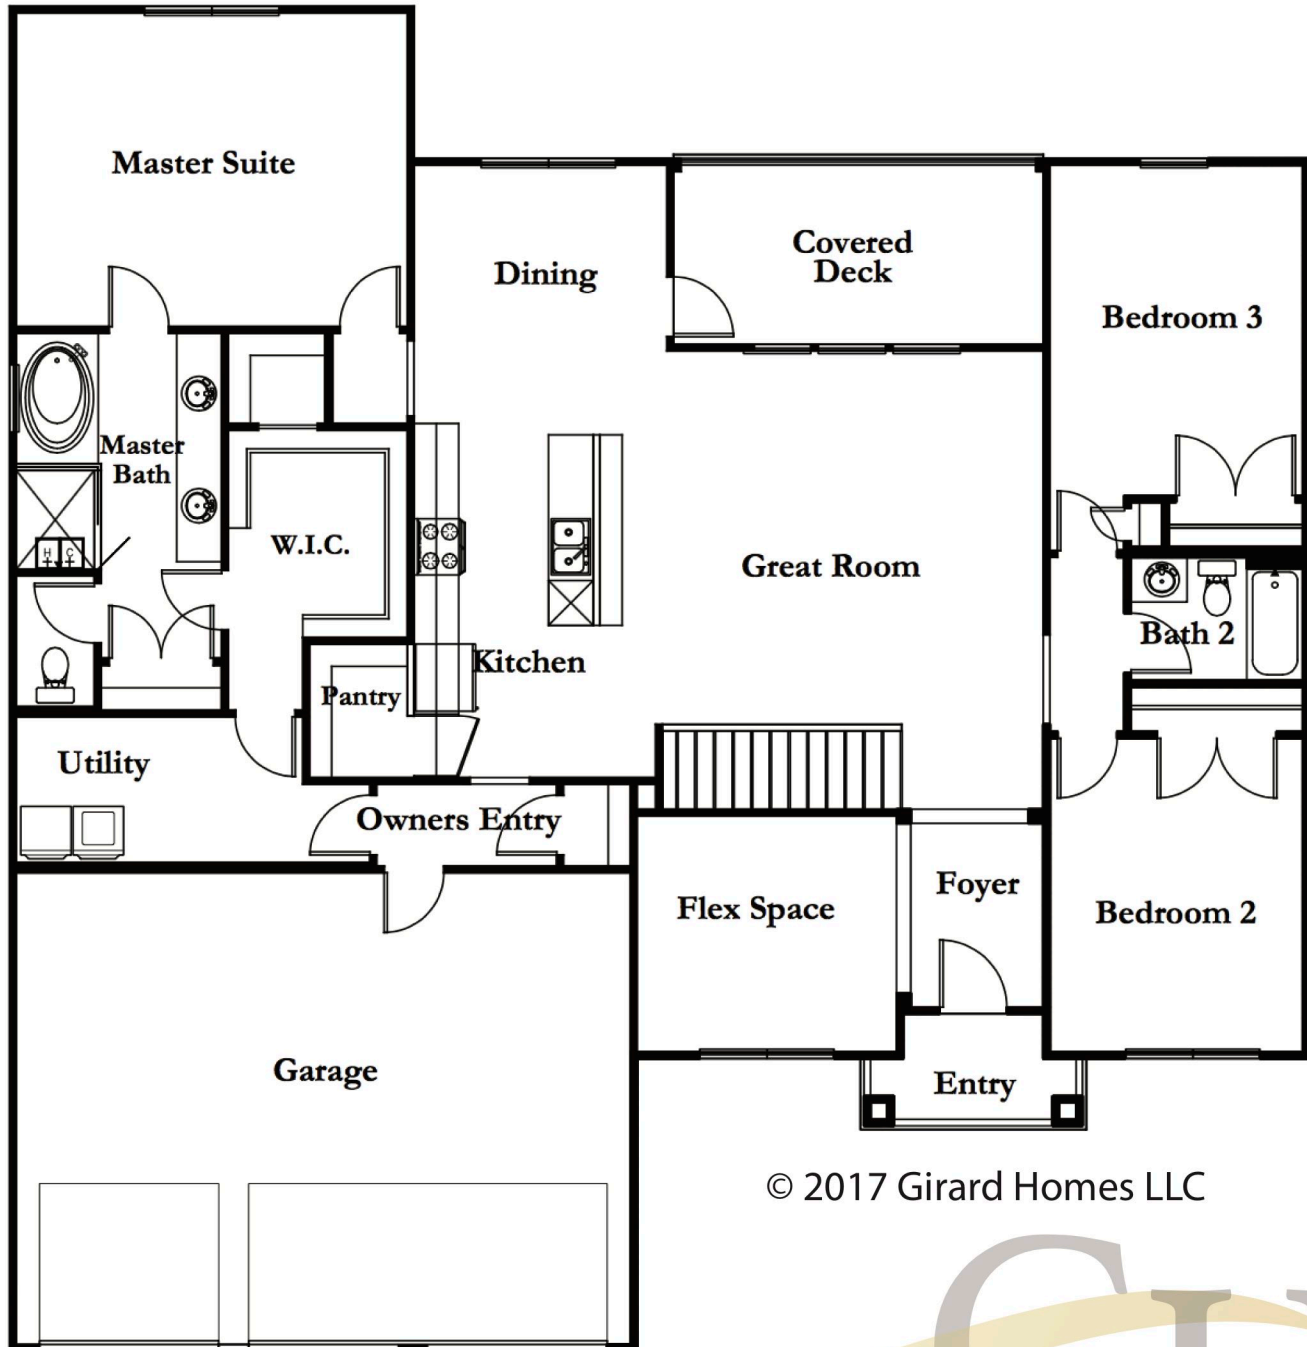 Master Suite
Covered
Deck
Dining
Bedroom 3
Master
Bath
W.I.C.
H C
Great Room
Bath 2
Kitchen
Pantry
Utility
Owners Entry
Foyer
Flex Space
Bedroom 2
Garage
Entry
© 2017 Girard Homes LLC